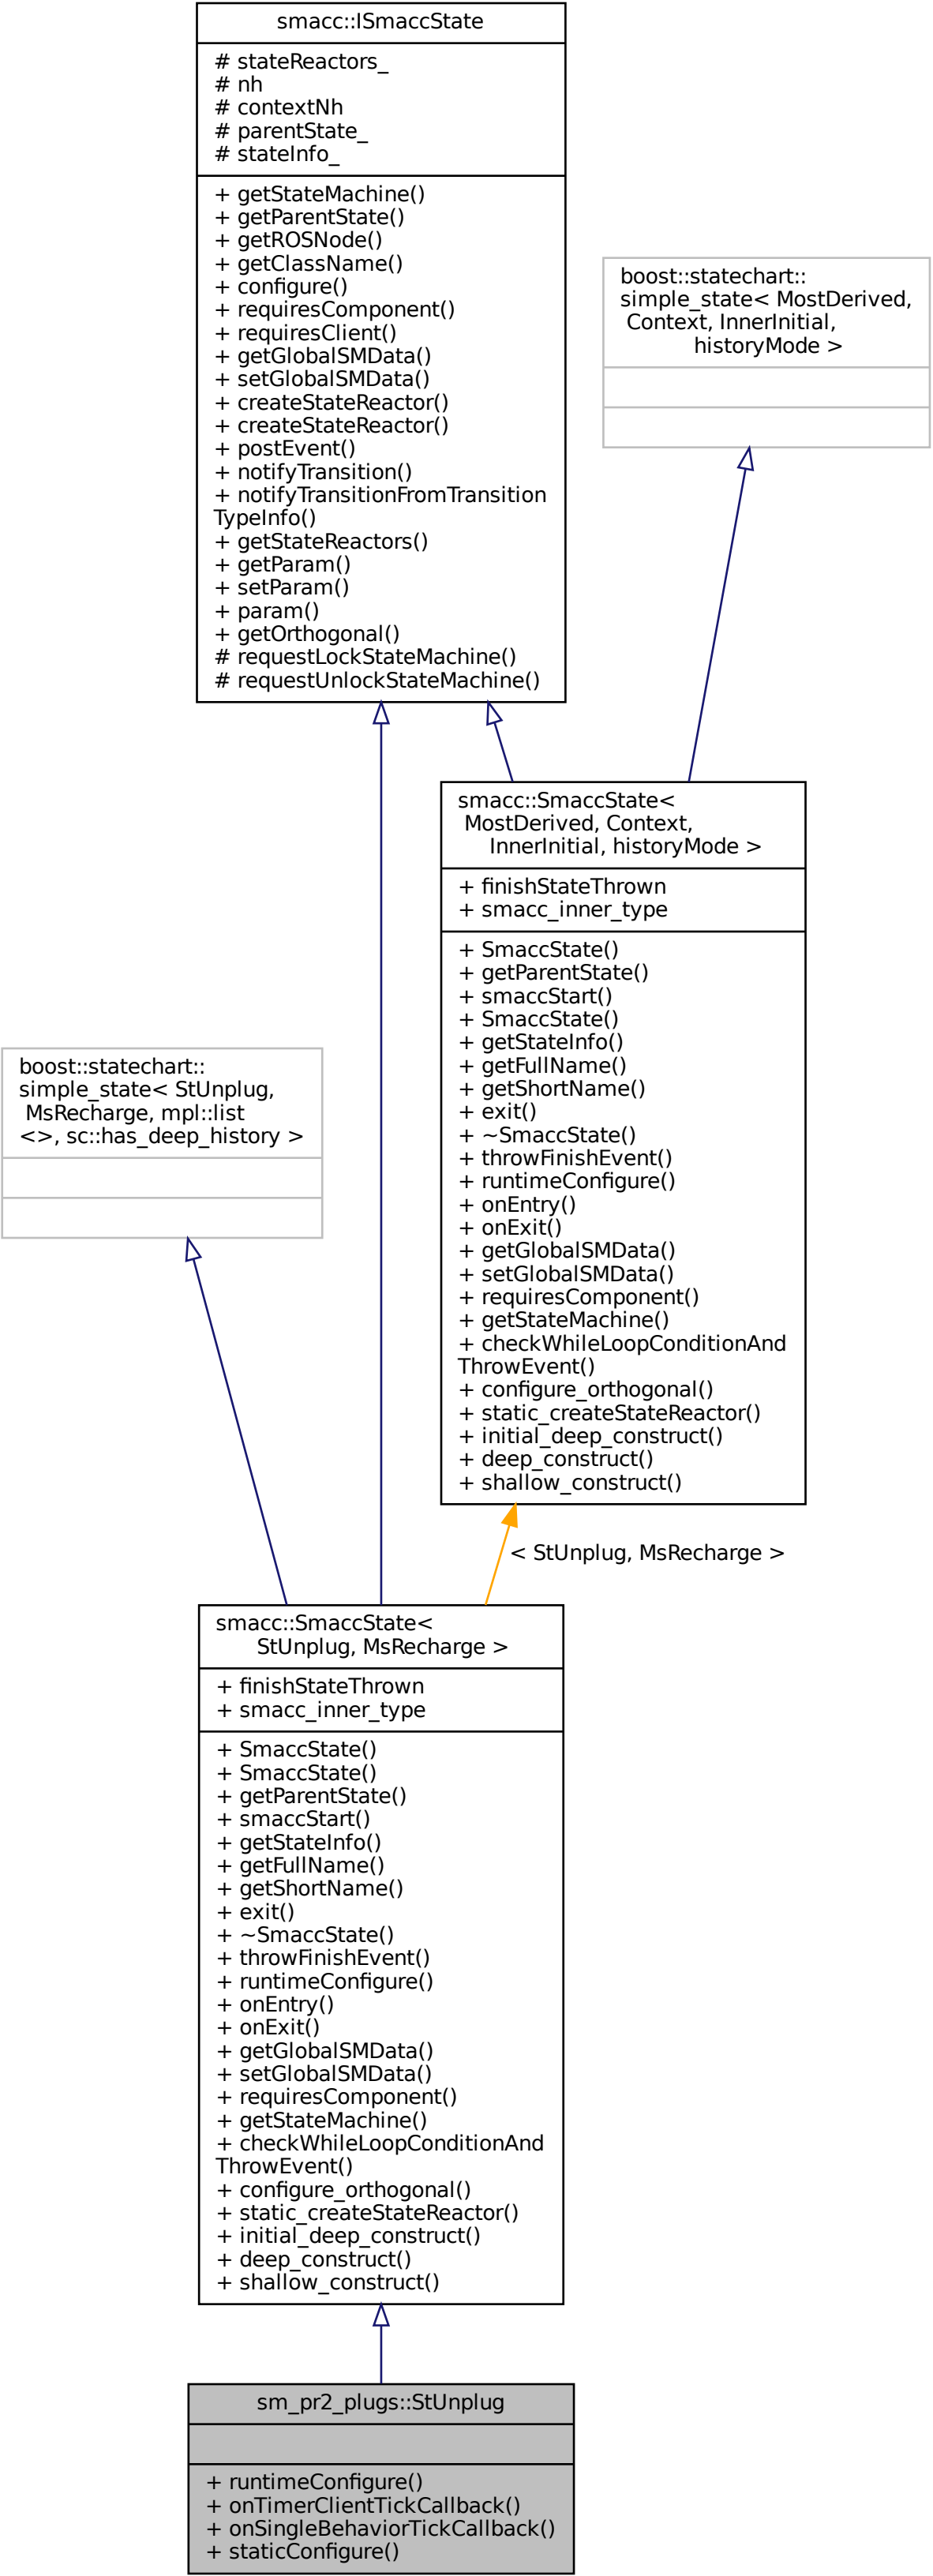 smacc::ISmaccState
# stateReactors_
# nh
# contextNh
# parentState_
# stateInfo_
+ getStateMachine()
+ getParentState()
+ getROSNode()
+ getClassName()
+ configure()
+ requiresComponent()
+ requiresClient()
+ getGlobalSMData()
+ setGlobalSMData()
+ createStateReactor()
+ createStateReactor()
+ postEvent()
+ notifyTransition()
+ notifyTransitionFromTransition
TypeInfo()
+ getStateReactors()
+ getParam()
+ setParam()
+ param()
+ getOrthogonal()
# requestLockStateMachine()
# requestUnlockStateMachine()
boost::statechart::
simple_state< MostDerived,
Context, InnerInitial,
historyMode >
smacc::SmaccState<
MostDerived, Context,
InnerInitial, historyMode >
+ finishStateThrown
+ smacc_inner_type
+ SmaccState()
+ getParentState()
+ smaccStart()
+ SmaccState()
+ getStateInfo()
+ getFullName()
+ getShortName()
+ exit()
+ ~SmaccState()
+ throwFinishEvent()
+ runtimeConfigure()
+ onEntry()
+ onExit()
+ getGlobalSMData()
+ setGlobalSMData()
+ requiresComponent()
+ getStateMachine()
+ checkWhileLoopConditionAnd
ThrowEvent()
+ configure_orthogonal()
+ static_createStateReactor()
+ initial_deep_construct()
+ deep_construct()
+ shallow_construct()
boost::statechart::
simple_state< StUnplug,
MsRecharge, mpl::list
<>, sc::has_deep_history >
< StUnplug, MsRecharge >
smacc::SmaccState<
StUnplug, MsRecharge >
+ finishStateThrown
+ smacc_inner_type
+ SmaccState()
+ SmaccState()
+ getParentState()
+ smaccStart()
+ getStateInfo()
+ getFullName()
+ getShortName()
+ exit()
+ ~SmaccState()
+ throwFinishEvent()
+ runtimeConfigure()
+ onEntry()
+ onExit()
+ getGlobalSMData()
+ setGlobalSMData()
+ requiresComponent()
+ getStateMachine()
+ checkWhileLoopConditionAnd
ThrowEvent()
+ configure_orthogonal()
+ static_createStateReactor()
+ initial_deep_construct()
+ deep_construct()
+ shallow_construct()
sm_pr2_plugs::StUnplug
+ runtimeConfigure()
+ onTimerClientTickCallback()
+ onSingleBehaviorTickCallback()
+ staticConfigure()